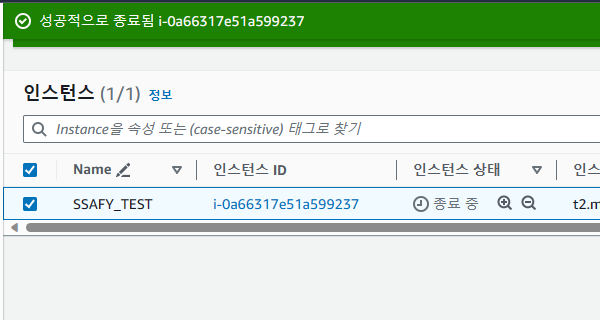 성공적으로 종료됨 i-0a66317e51a599237
인스턴스 (1/1) 정보
Instance을 속성 또는 (case-sensitive) 태그로 찾기
Name 인스턴스 ID 인스턴스 상태 인스
SSAFY_TEST i-0a66317e51a599237 종료 중 t2.m